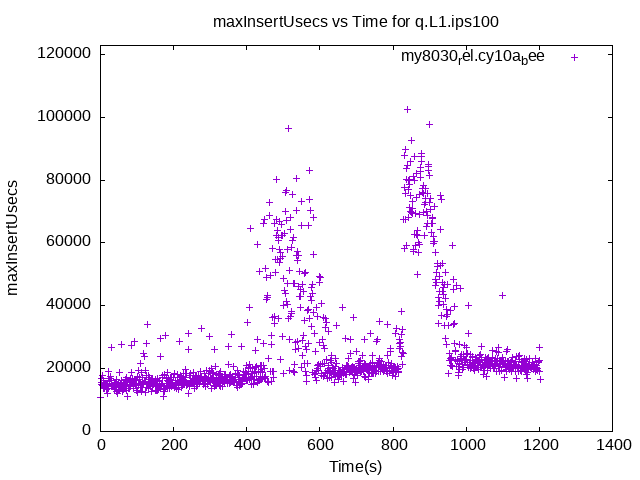 maxInsertUsecs vs Time for q.L1.ips100
my8030rel.cy10abee
120000
100000
80000
60000
40000
20000
0
maxInsertUsecs
0 200 400 600 800 1000 1200 1400
Time(s)